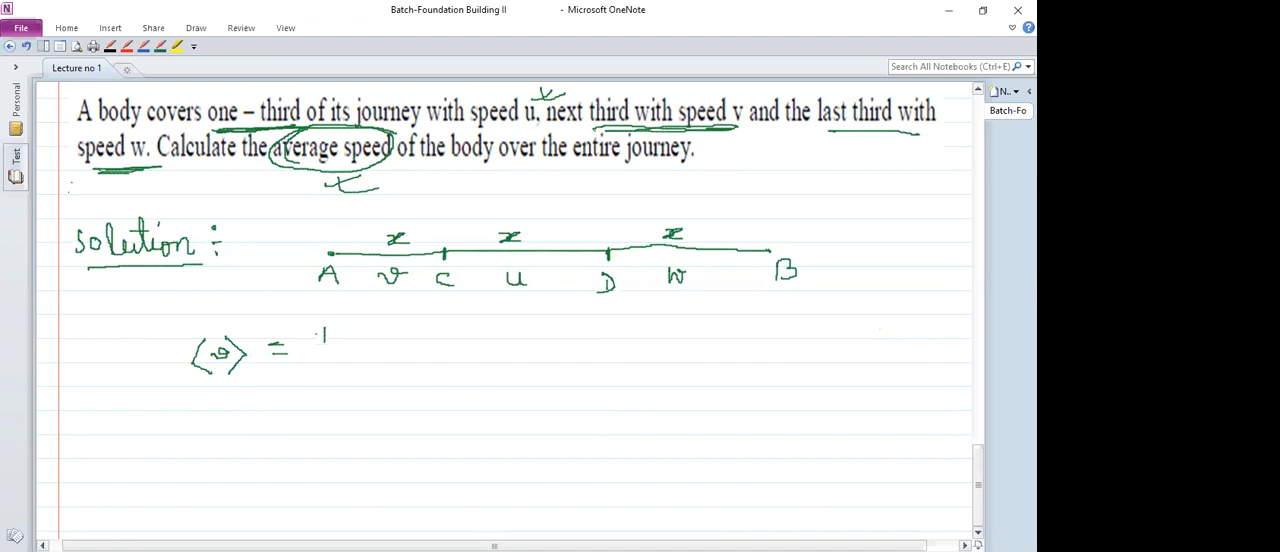 Batch-Foundation Building II - Microsoft OneNote
File Home Insert Share Draw Review View
Lecture no 1
Search All Notebooks (Ctrl+E)
Personal
Test
N..
Batch-Fo
A body covers one – third of its journey with speed u, next third with speed v and the last third with
speed w. Calculate the average speed of the body over the entire journey.
Solution :
x x x
A v C u D w B
<v> =